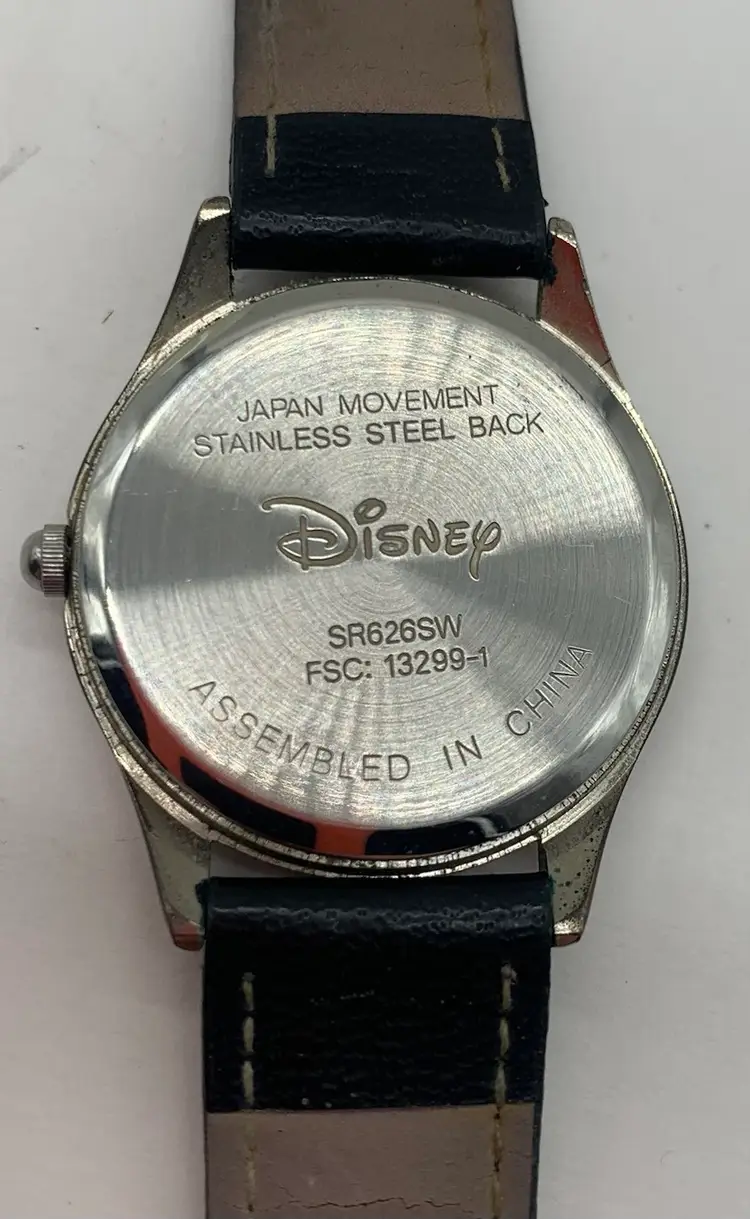 JAPAN MOVEMENT
STAINLESS STEEL BACK
Disney
SR626SW
FSC: 13299-1
ASSEMBLED IN CHINA